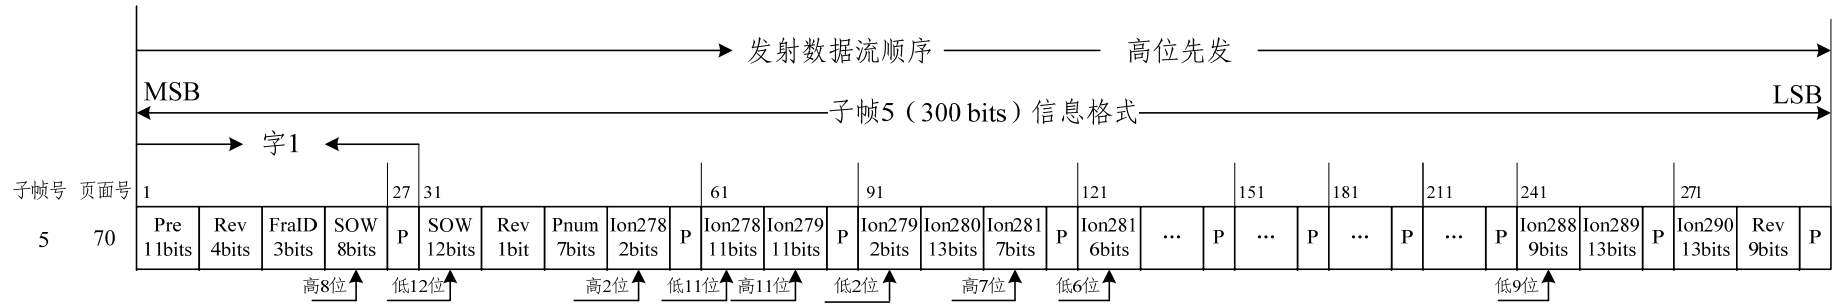 发射数据流顺序 高位先发
MSB LSB
子帧5（300 bits）信息格式
字1
子帧号 页面号 1 27 31 61 91 121 151 181 211 241 271
Pre Rev FraID SOW P SOW Rev Pnum Ion278 P Ion278 Ion279 P Ion279 Ion280 Ion281 P Ion281 ... P ... P ... P ... P Ion288 Ion289 P Ion290 Rev P
5 70 11bits 4bits 3bits 8bits 12bits 1bit 7bits 2bits 11bits 11bits 2bits 13bits 7bits 6bits 9bits 13bits 13bits 9bits
高8位 低12位 高2位 低11位 高11位 低2位 高7位 低6位 低9位